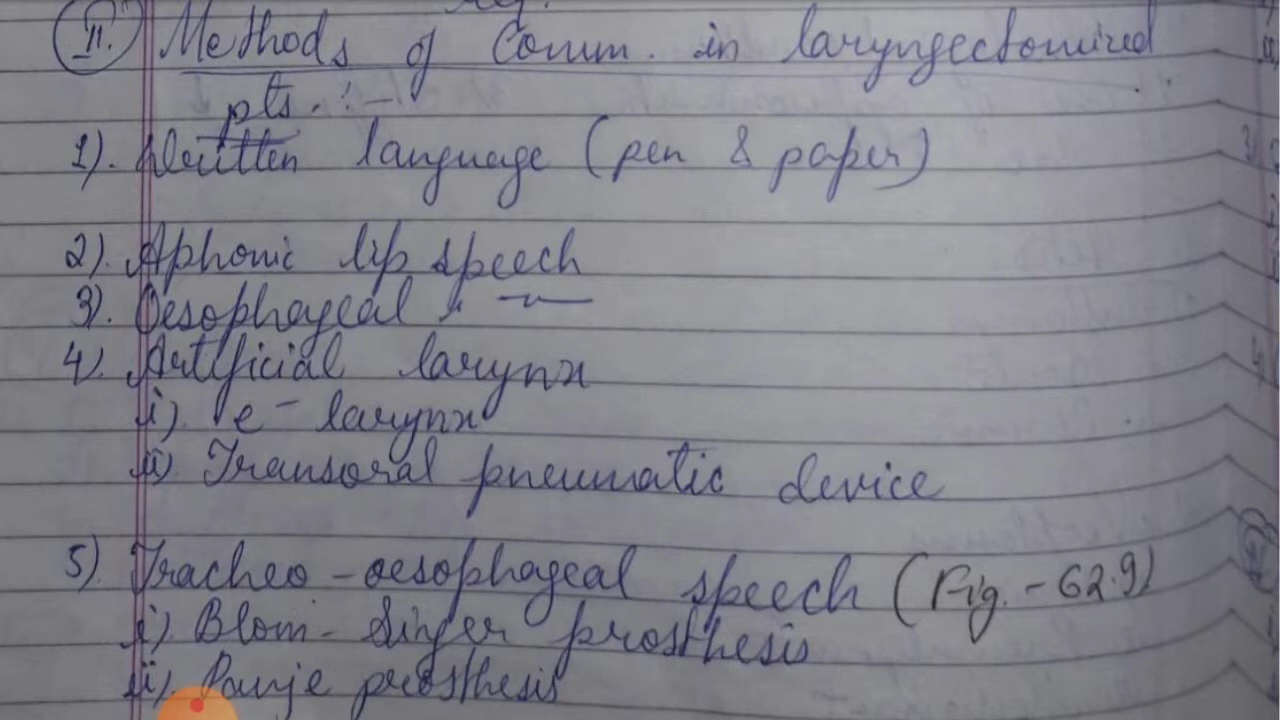 II. Methods of Comm. in laryngectomized
pts. :-
1). Written language (pen & paper)
2). Aphonic lip speech
3). Oesophageal "
4). Artificial larynx
i). e- larynx
ii). Transoral pneumatic device
5) Tracheo-oesophageal speech (Fig. - 62.9)
i). Blom-Singer prosthesis
ii). Panje prosthesis